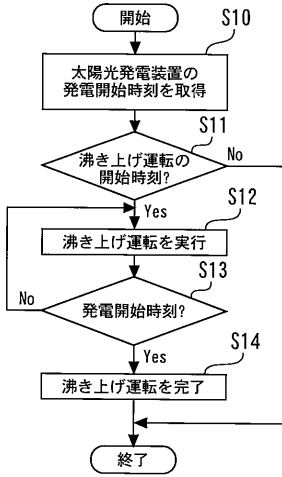 開始
S10
太陽光発電装置の
発電開始時刻を取得
S11
沸き上げ運転の
開始時刻?
No
Yes
S12
沸き上げ運転を実行
S13
発電開始時刻?
No
Yes
S14
沸き上げ運転を完了
終了